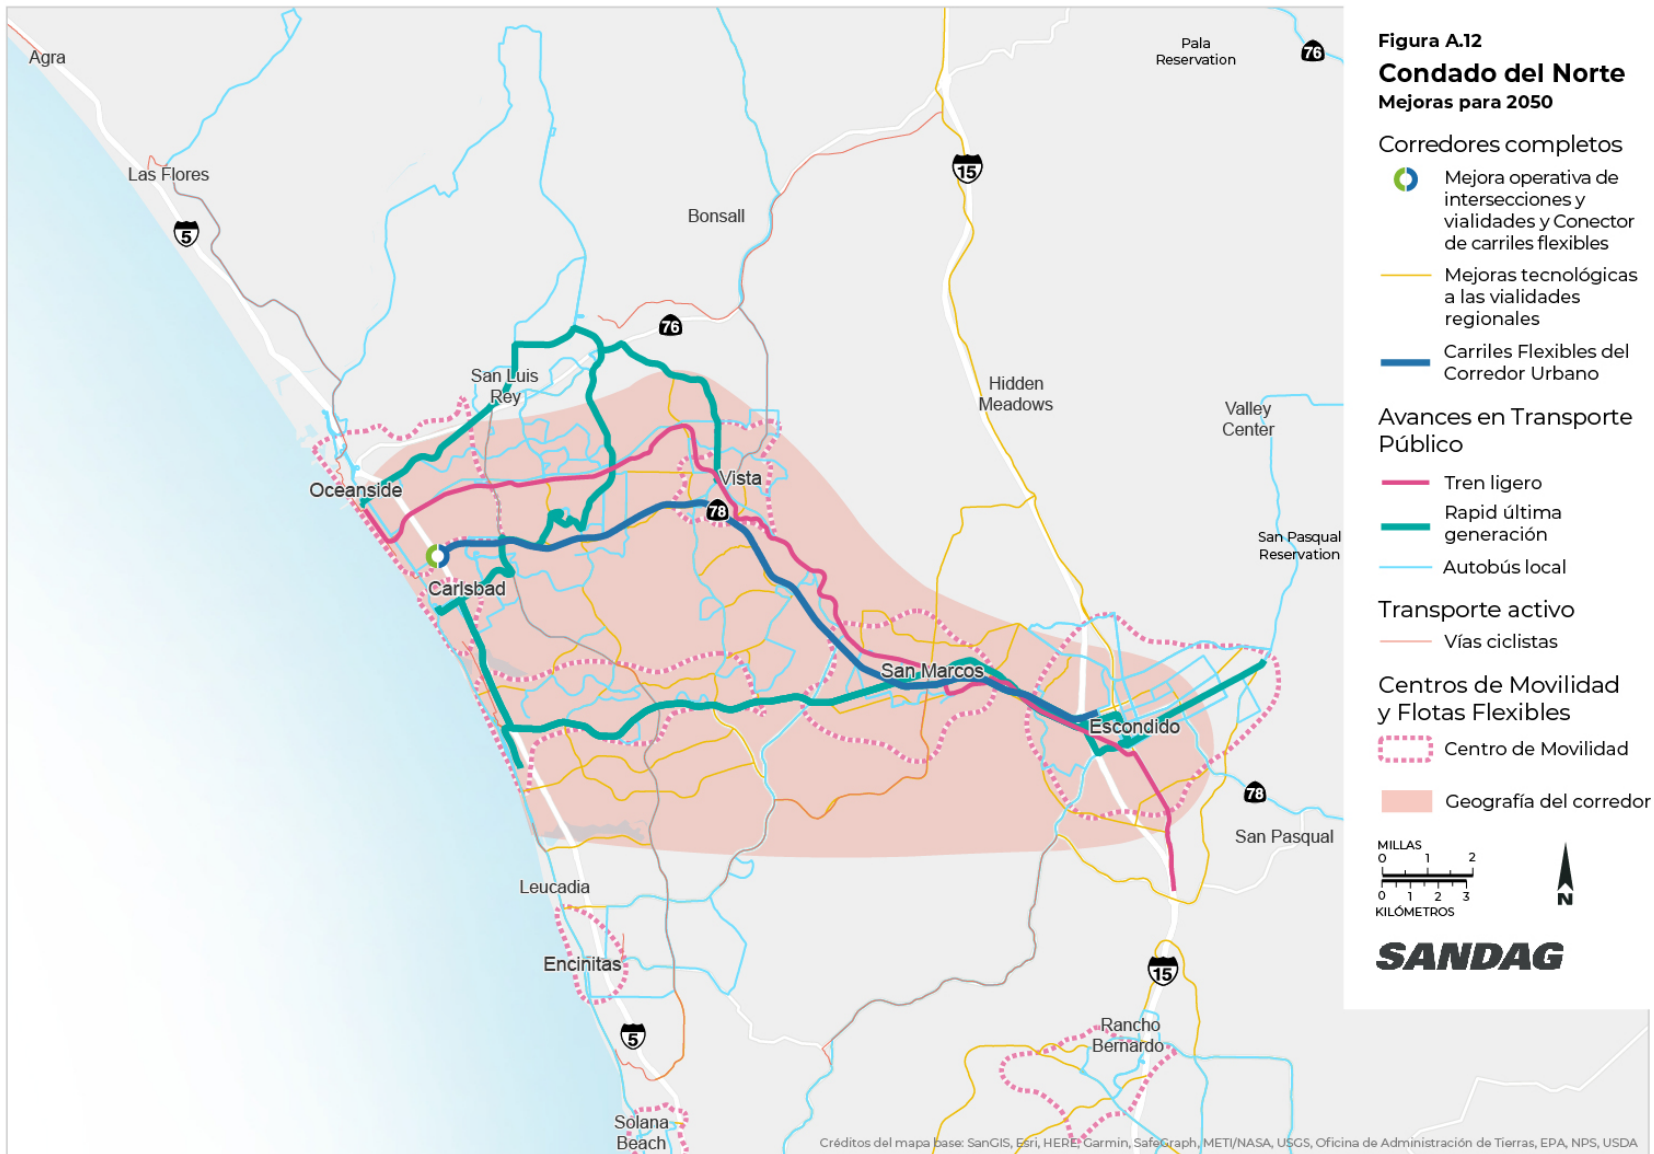 Agra
Pala
Reservation
76
15
Las Flores
5
Bonsall
76
San Luis
Rey
Hidden
Meadows
Valley
Center
Oceanside
Vista
78
San Pasqual
Reservation
Carlsbad
San Marcos
Escondido
78
San Pasqual
Leucadia
Encinitas
15
5
Rancho
Bernardo
Solana
Beach
Créditos del mapa base: SanGIS, Esri, HERE, Garmin, SafeGraph, METI/NASA, USGS, Oficina de Administración de Tierras, EPA, NPS, USDA
Figura A.12
Condado del Norte
Mejoras para 2050
Corredores completos
Mejora operativa de
intersecciones y
vialidades y Conector
de carriles flexibles
Mejoras tecnológicas
a las vialidades
regionales
Carriles Flexibles del
Corredor Urbano
Avances en Transporte
Público
Tren ligero
Rapid última
generación
Autobús local
Transporte activo
Vías ciclistas
Centros de Movilidad
y Flotas Flexibles
Centro de Movilidad
Geografía del corredor
MILLAS
0 1 2
0 1 2 3
KILÓMETROS
N
SANDAG